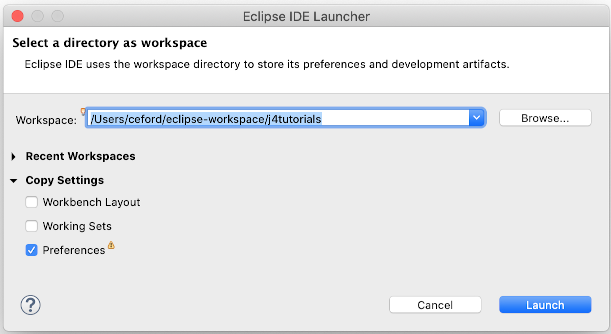 Eclipse IDE Launcher
Select a directory as workspace
Eclipse IDE uses the workspace directory to store its preferences and development artifacts.
Workspace: /Users/ceford/eclipse-workspace/j4tutorials Browse...
Recent Workspaces
Copy Settings
Workbench Layout
Working Sets
Preferences
? Cancel Launch